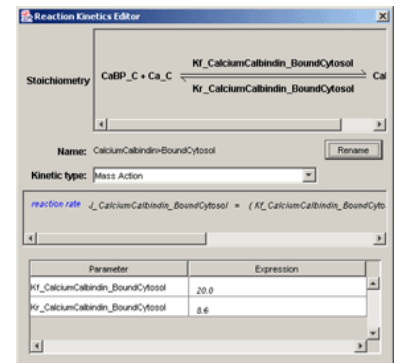 Reaction Kinetics Editor
Kf_CalciumCalbindin_BoundCytosol
Stoichiometry CaBP_C + Ca_C Cal
Kr_CalciumCalbindin_BoundCytosol
Name: CalciumCalbindin>BoundCytosol Rename
Kinetic type: Mass Action
reaction rate J_CalciumCalbindin_BoundCytosol = ( Kf_CalciumCalbindin_BoundCyto
Parameter Expression
Kf_CalciumCalbindin_BoundCytosol 20.0
Kr_CalciumCalbindin_BoundCytosol 8.6